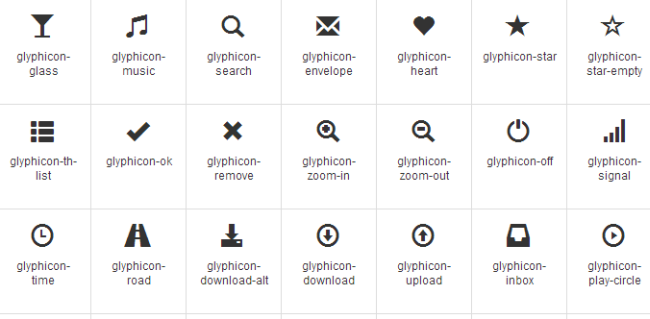 glyphicon-
glass
glyphicon-
music
glyphicon-
search
glyphicon-
envelope
glyphicon-
heart
glyphicon-star
glyphicon-
star-empty
glyphicon-th-
list
glyphicon-ok
glyphicon-
remove
glyphicon-
zoom-in
glyphicon-
zoom-out
glyphicon-off
glyphicon-
signal
glyphicon-
time
glyphicon-
road
glyphicon-
download-alt
glyphicon-
download
glyphicon-
upload
glyphicon-
inbox
glyphicon-
play-circle